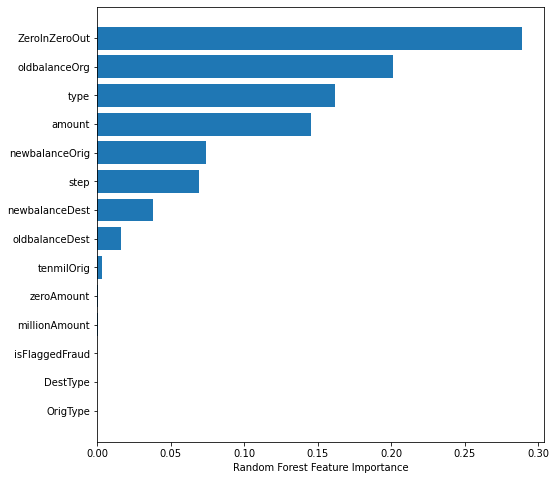 ZeroInZeroOut
oldbalanceOrg
type
amount
newbalanceOrig
step
newbalanceDest
oldbalanceDest
tenmilOrig
zeroAmount
millionAmount
isFlaggedFraud
DestType
OrigType
0.00 0.05 0.10 0.15 0.20 0.25 0.30
Random Forest Feature Importance